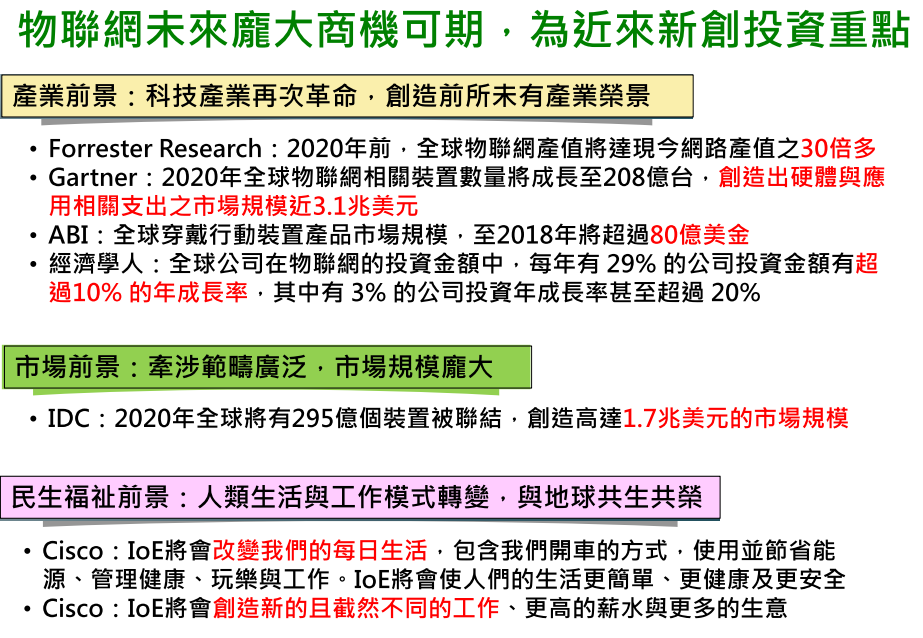 物聯網未來龐大商機可期，為近來新創投資重點
產業前景：科技產業再次革命，創造前所未有產業榮景
• Forrester Research：2020年前，全球物聯網產值將達現今網路產值之30倍多
• Gartner：2020年全球物聯網相關裝置數量將成長至208億台，創造出硬體與應
用相關支出之市場規模近3.1兆美元
• ABI：全球穿戴行動裝置產品市場規模，至2018年將超過80億美金
• 經濟學人：全球公司在物聯網的投資金額中，每年有 29% 的公司投資金額有超
過10% 的年成長率，其中有 3% 的公司投資年成長率甚至超過 20%
市場前景：牽涉範疇廣泛，市場規模龐大
• IDC：2020年全球將有295億個裝置被聯結，創造高達1.7兆美元的市場規模
民生福祉前景：人類生活與工作模式轉變，與地球共生共榮
• Cisco：IoE將會改變我們的每日生活，包含我們開車的方式，使用並節省能
源、管理健康、玩樂與工作。IoE將會使人們的生活更簡單、更健康及更安全
• Cisco：IoE將會創造新的且截然不同的工作、更高的薪水與更多的生意